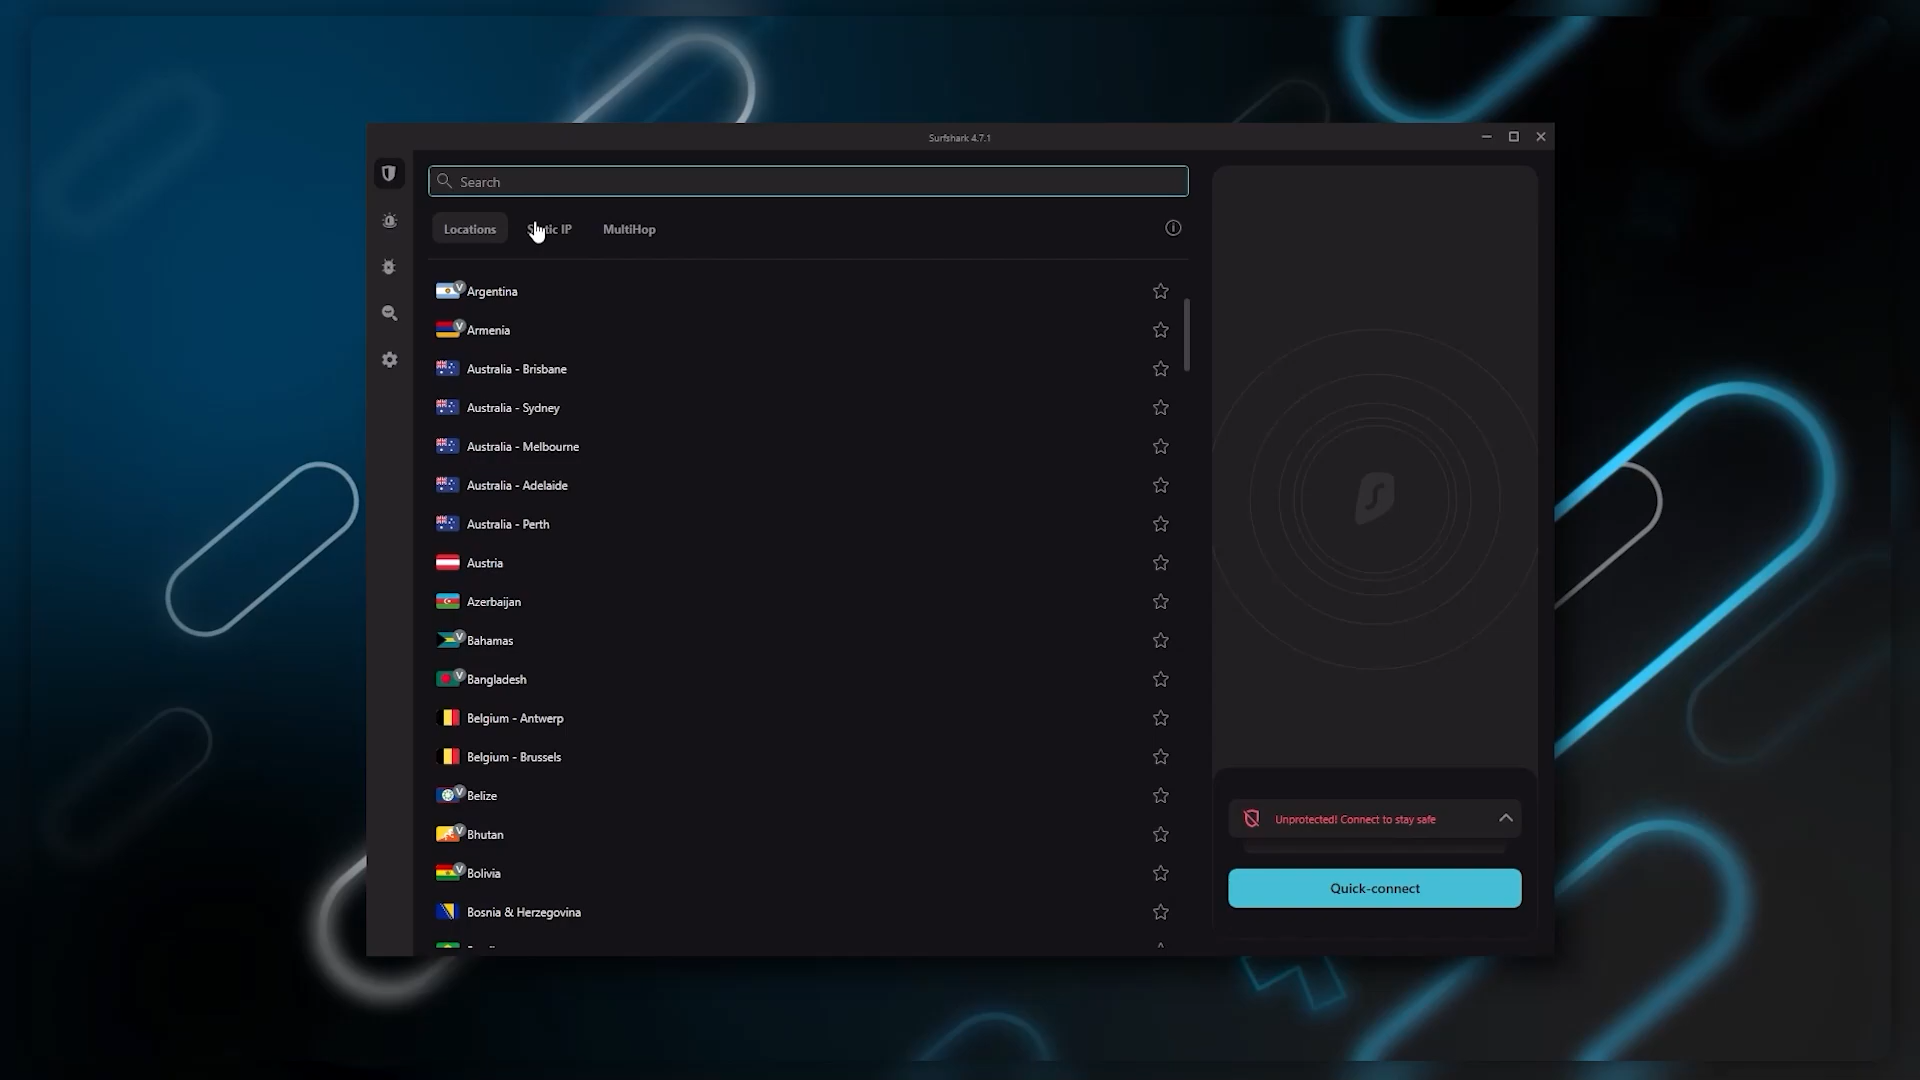 Surfshark 4.7.1
Search
Locations
IP
MultiHop
V Argentina
V Armenia
Australia - Brisbane
Australia - Sydney
Australia - Melbourne
Australia - Adelaide
Australia - Perth
Austria
Azerbaijan
V Bahamas
V Bangladesh
Belgium - Antwerp
Belgium - Brussels
V Belize
V Bhutan
V Bolivia
Bosnia & Herzegovina
Unprotected! Connect to stay safe
Quick-connect